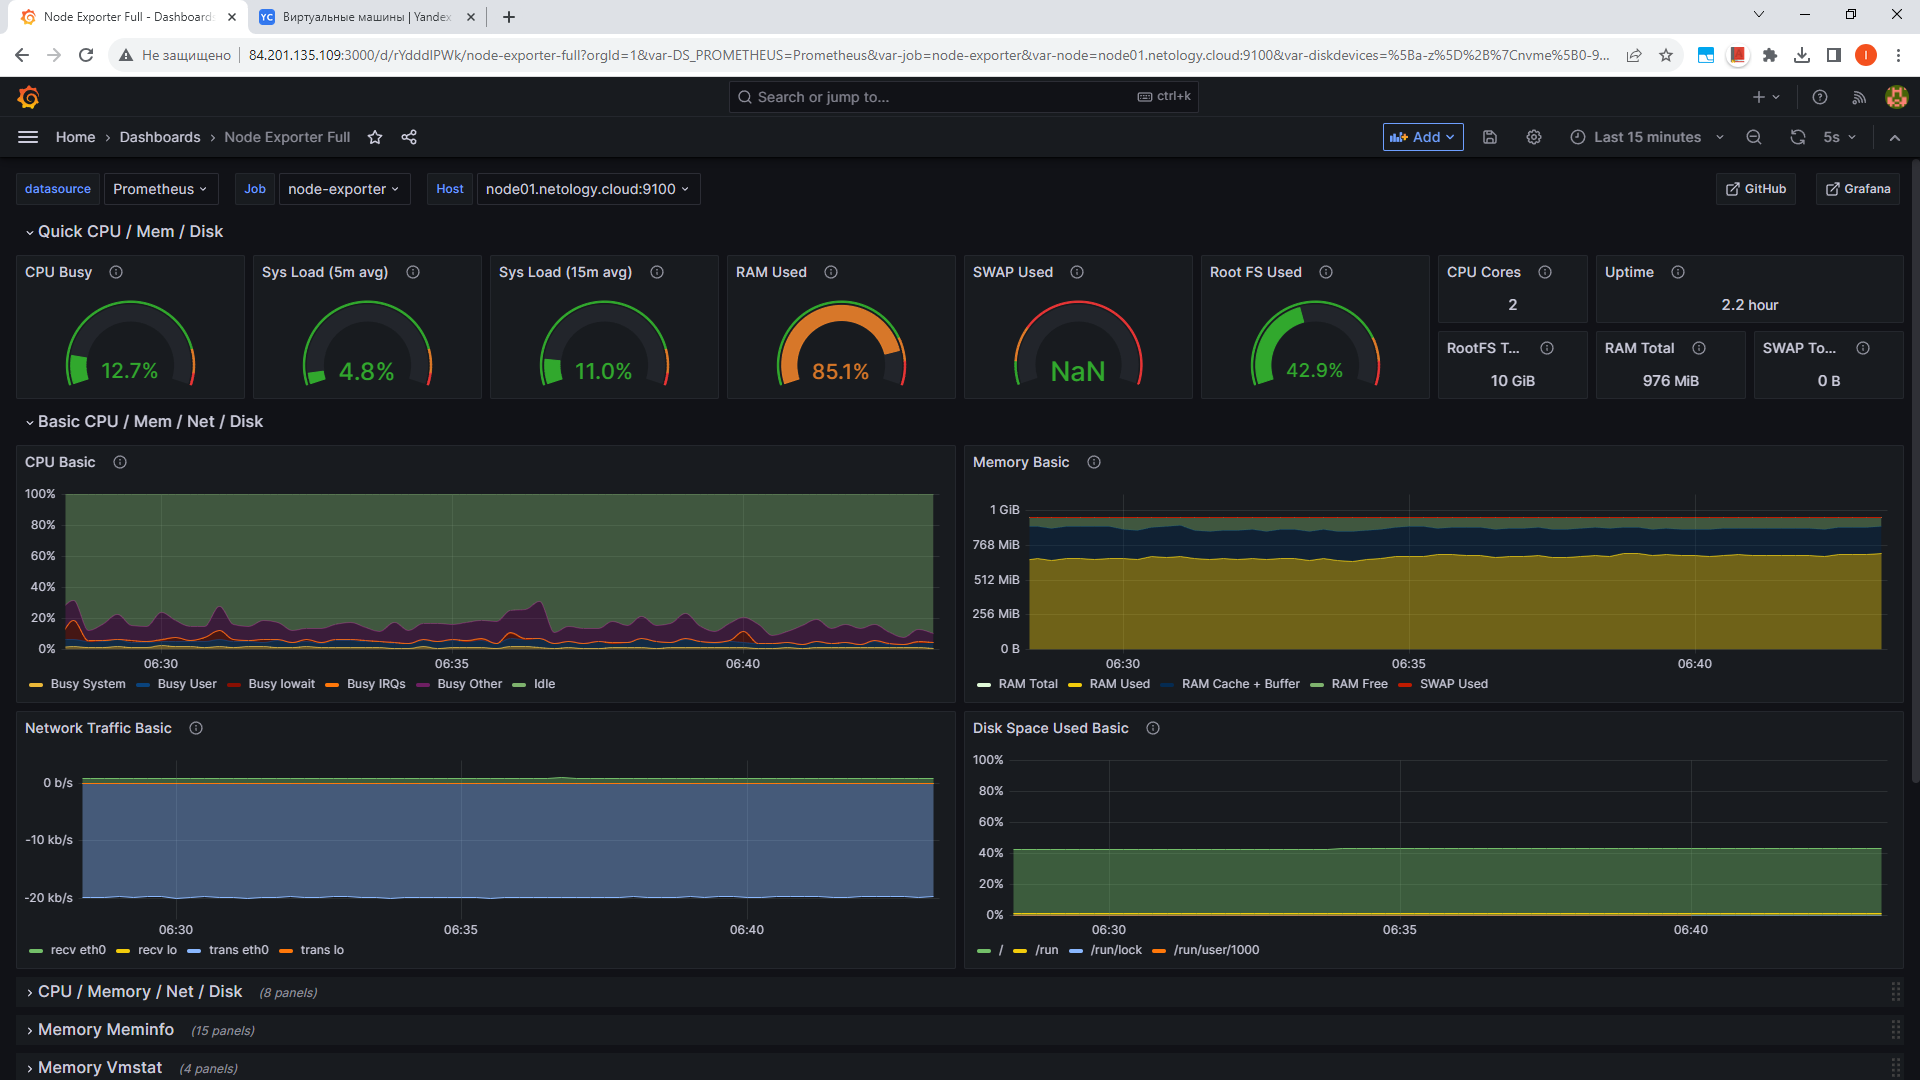 Node Exporter Full - Dashboards
Виртуальные машины | Yandex
Не защищено
84.201.135.109:3000/d/rYdddlPWk/node-exporter-full?orgId=1&var-DS_PROMETHEUS=Prometheus&var-job=node-exporter&var-node=node01.netology.cloud:9100&var-diskdevices=%5Ba-z%5D%2B%7Cnvme%5B0-9...
Search or jump to... ctrl+k
Home › Dashboards › Node Exporter Full
Add
Last 15 minutes
5s
datasource Prometheus Job node-exporter Host node01.netology.cloud:9100
GitHub Grafana
Quick CPU / Mem / Disk
CPU Busy
12.7%
Sys Load (5m avg)
4.8%
Sys Load (15m avg)
11.0%
RAM Used
85.1%
SWAP Used
NaN
Root FS Used
42.9%
CPU Cores
2
Uptime
2.2 hour
RootFS T...
10 GiB
RAM Total
976 MiB
SWAP To...
0 B
Basic CPU / Mem / Net / Disk
CPU Basic
100%
80%
60%
40%
20%
0%
06:30 06:35 06:40
Busy System Busy User Busy Iowait Busy IRQs Busy Other Idle
Memory Basic
1 GiB
768 MiB
512 MiB
256 MiB
0 B
06:30 06:35 06:40
RAM Total RAM Used RAM Cache + Buffer RAM Free SWAP Used
Network Traffic Basic
0 b/s
-10 kb/s
-20 kb/s
06:30 06:35 06:40
recv eth0 recv lo trans eth0 trans lo
Disk Space Used Basic
100%
80%
60%
40%
20%
0%
06:30 06:35 06:40
/ /run /run/lock /run/user/1000
CPU / Memory / Net / Disk (8 panels)
Memory Meminfo (15 panels)
Memory Vmstat (4 panels)